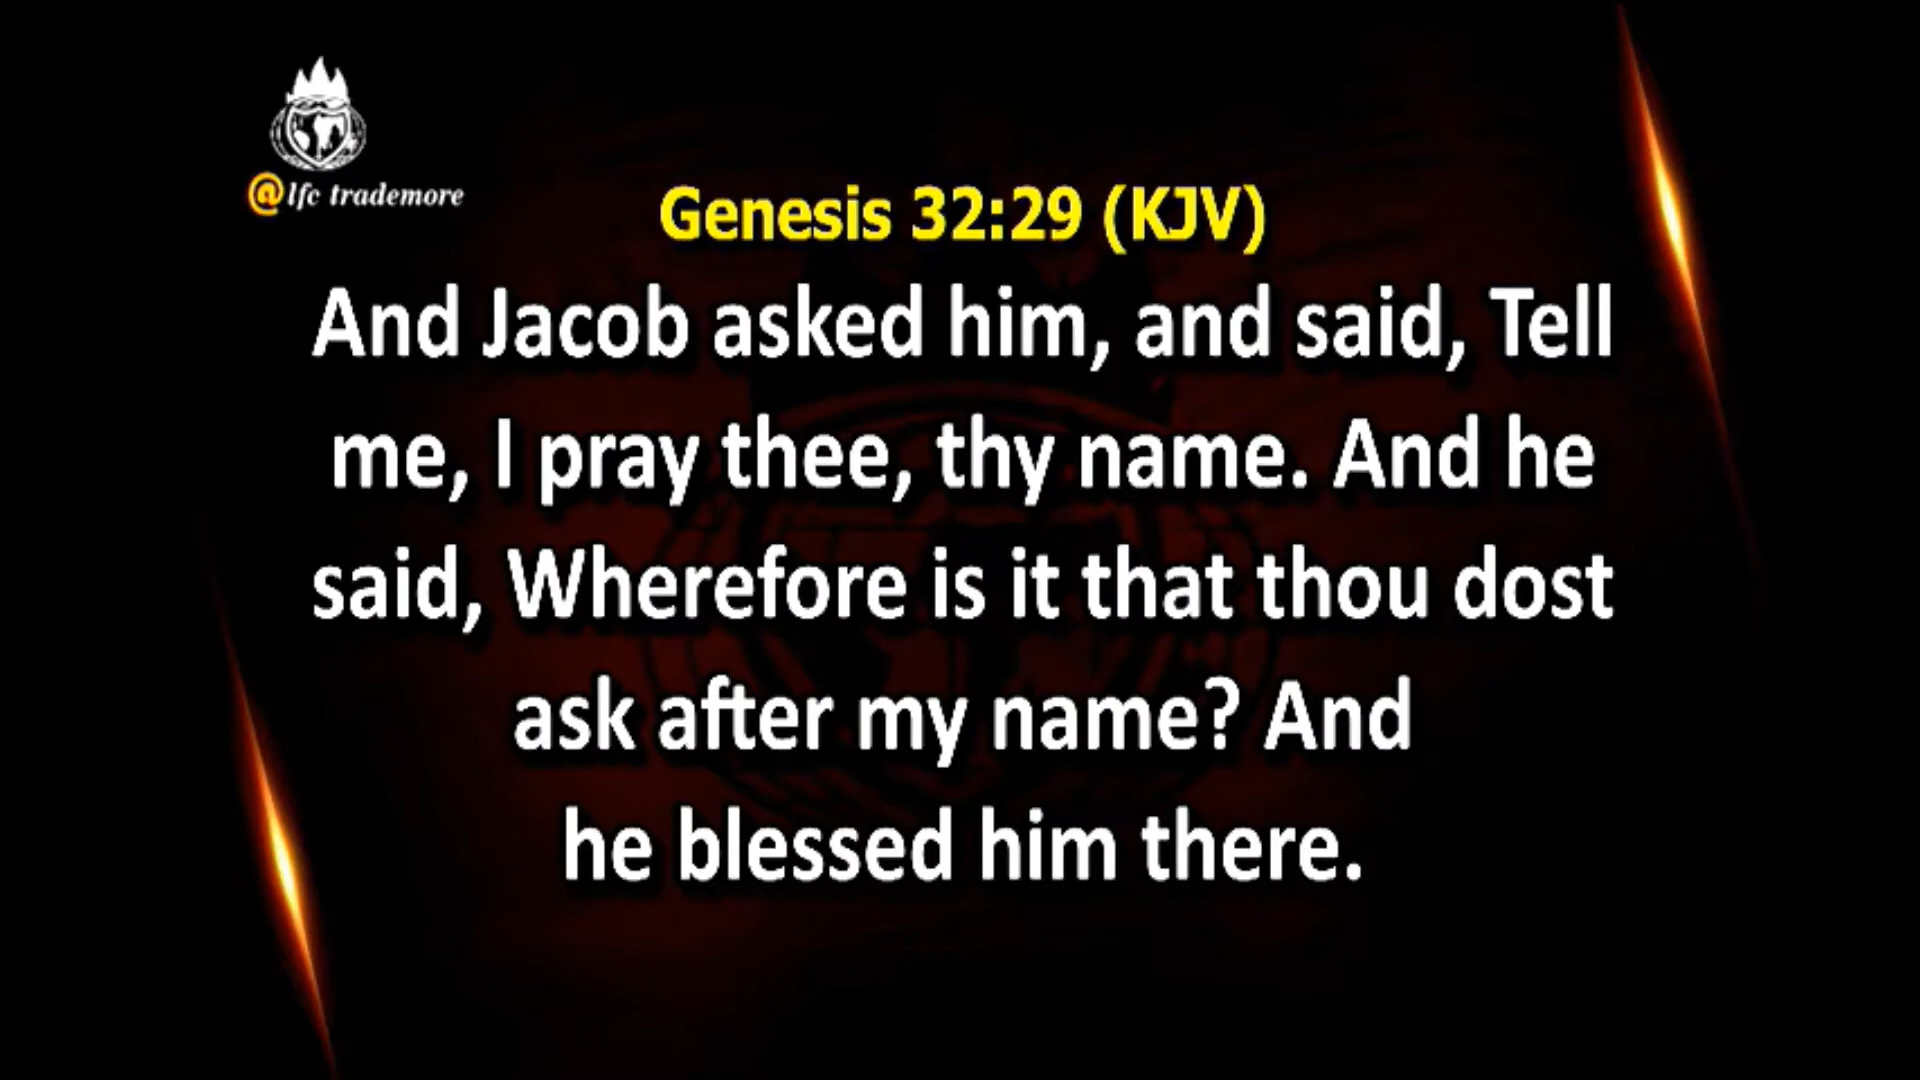 @lfc trademore
Genesis 32:29 (KJV)
And Jacob asked him, and said, Tell
me, I pray thee, thy name. And he
said, Wherefore is it that thou dost
ask after my name? And
he blessed him there.